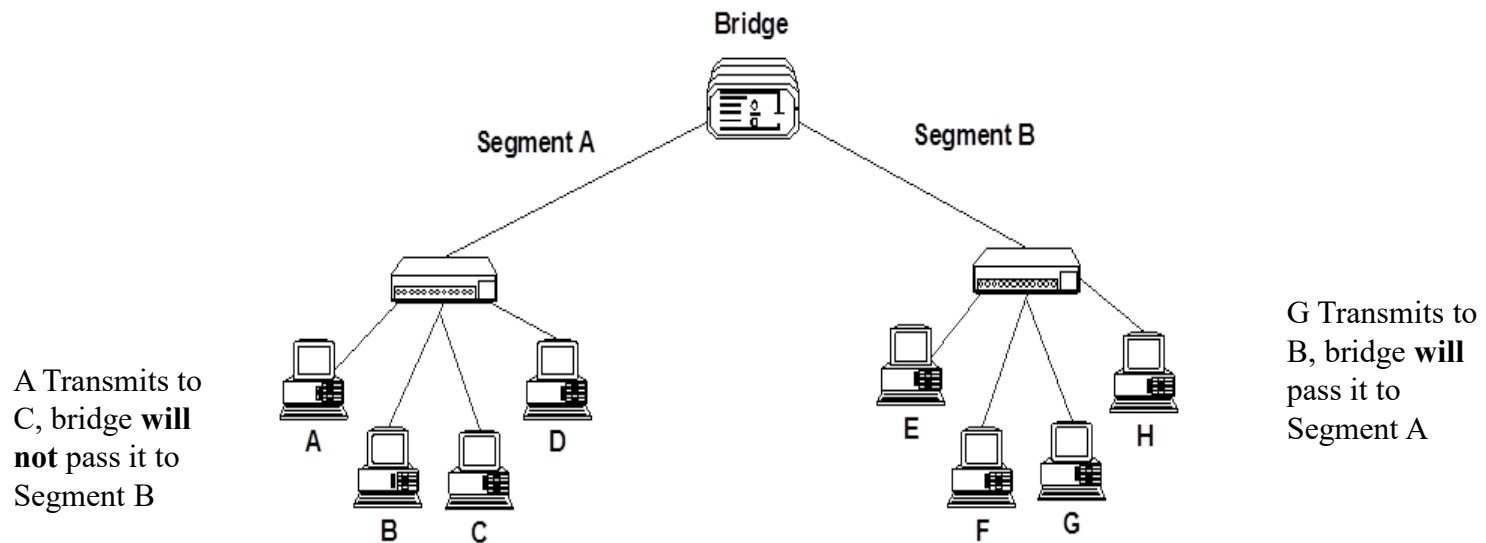 Bridge
Segment A
Segment B
A Transmits to
C, bridge will
not pass it to
Segment B
A
B
C
D
E
F
G
H
G Transmits to
B, bridge will
pass it to
Segment A